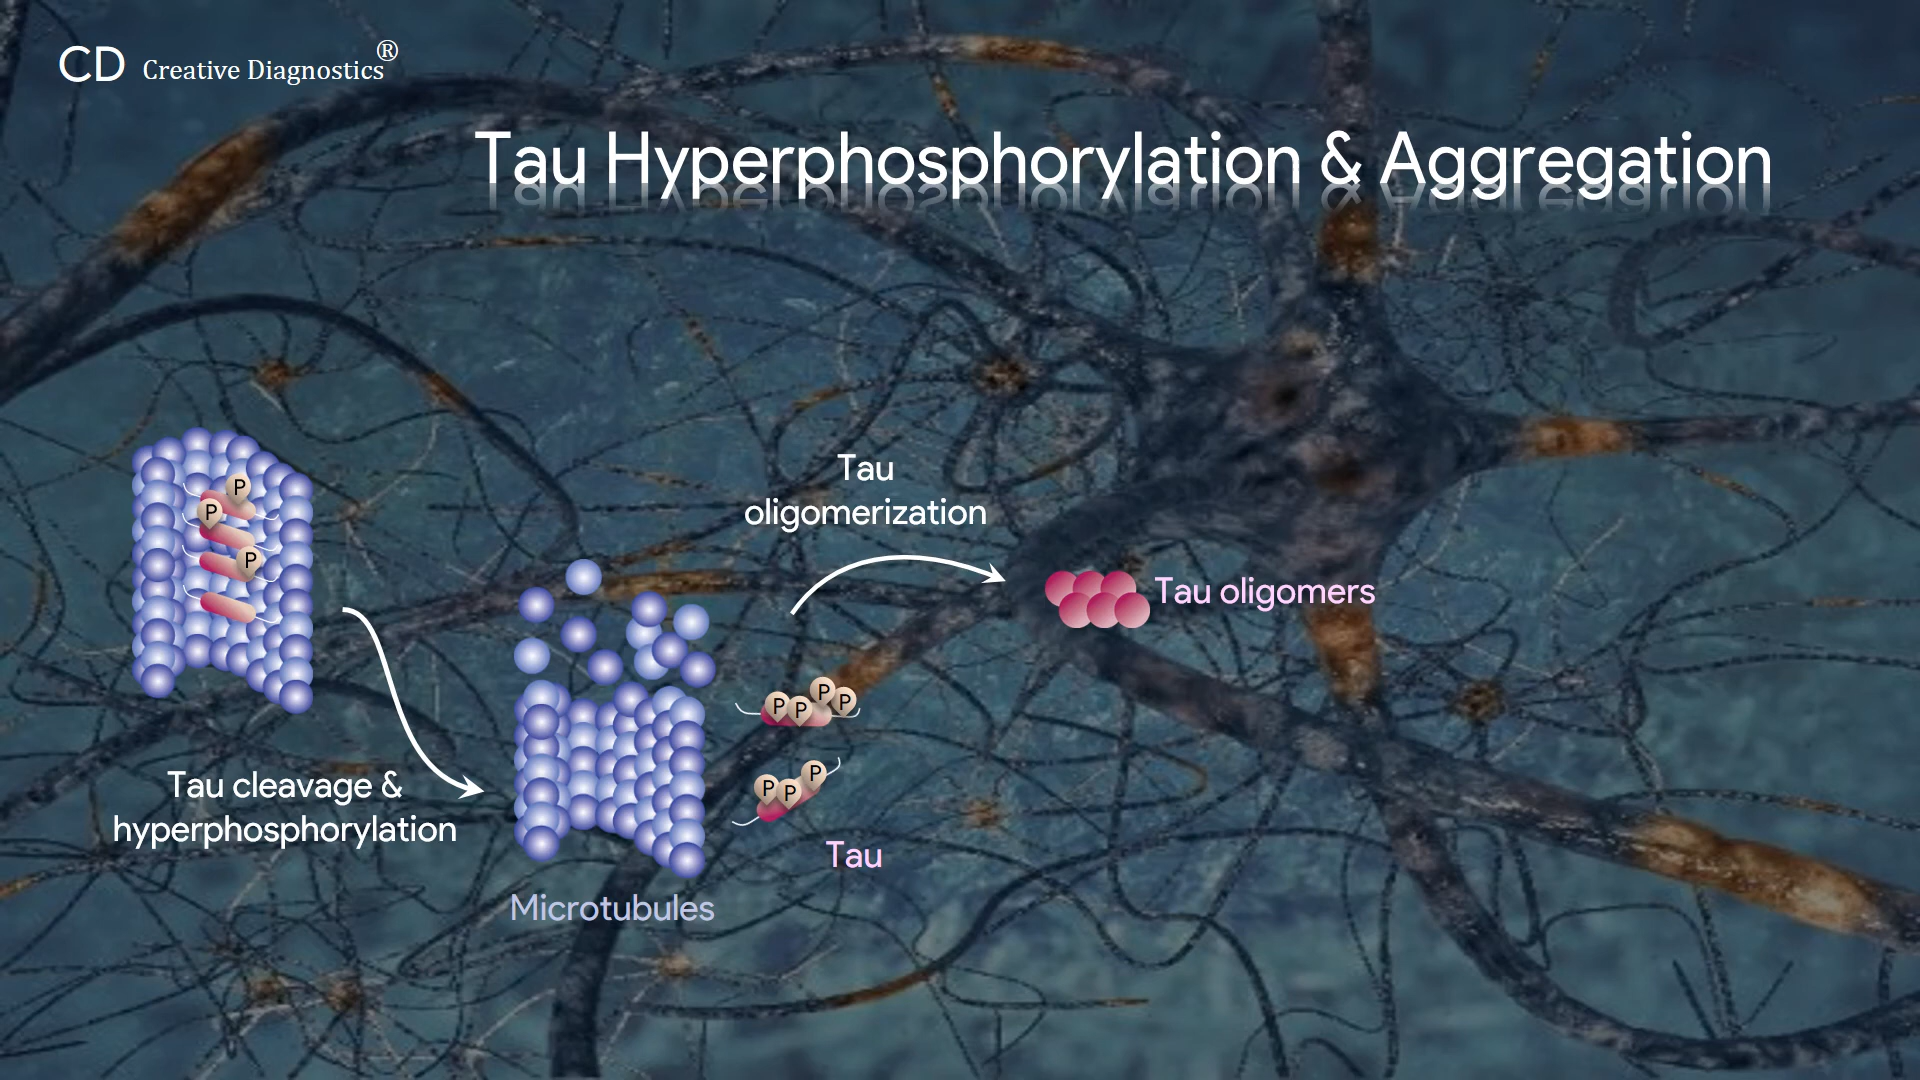 CD Creative Diagnostics®
Tau Hyperphosphorylation & Aggregation
P
P
P
Tau
oligomerization
Tau oligomers
P P P P
P P P
Tau cleavage &
hyperphosphorylation
Tau
Microtubules